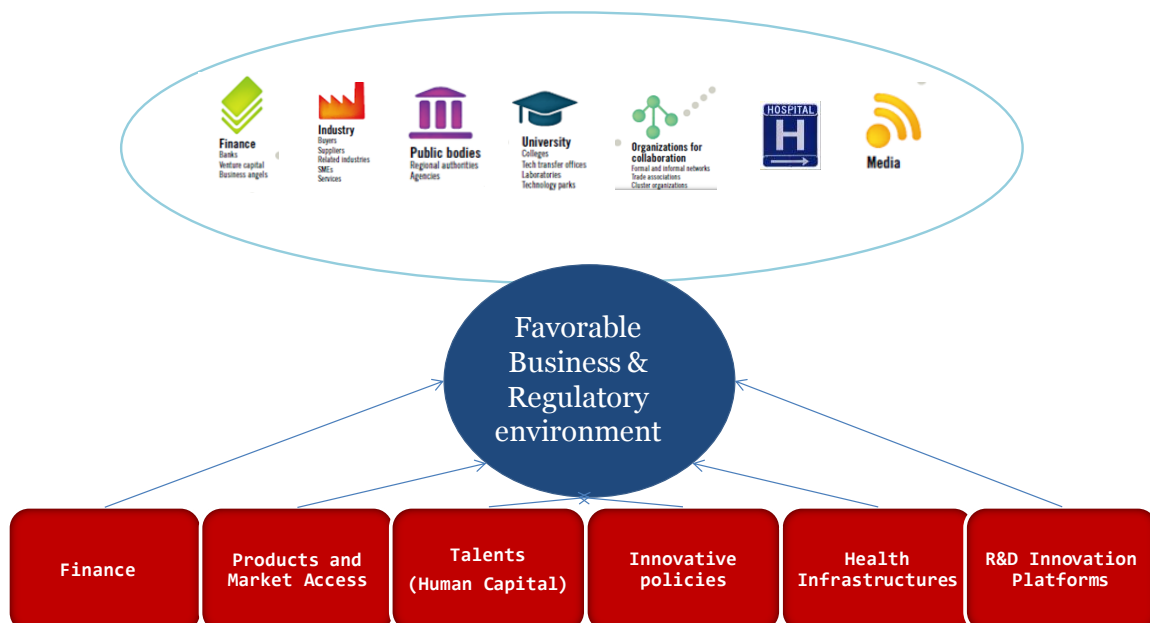 Finance
Banks
Venture capital
Business angels
Industry
Buyers
Suppliers
Related industries
SMEs
Services
Public bodies
Regional authorities
Agencies
University
Colleges
Tech transfer offices
Laboratories
Technology parks
Organizations for
collaboration
Formal and informal networks
Trade associations
Cluster organizations
HOSPITAL
H
Media
Favorable
Business &
Regulatory
environment
Finance
Products and
Market Access
Talents
(Human Capital)
Innovative
policies
Health
Infrastructures
R&D Innovation
Platforms